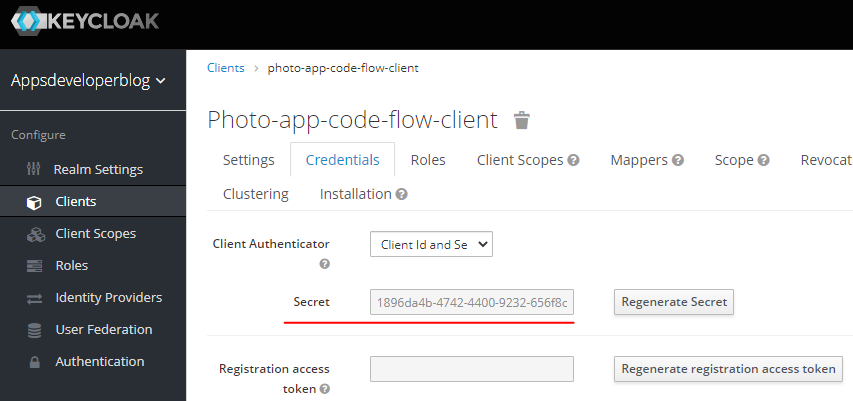 KEYCLOAK
Appsdeveloperblog
Configure
Realm Settings
Clients
Client Scopes
Roles
Identity Providers
User Federation
Authentication
Clients > photo-app-code-flow-client
Photo-app-code-flow-client
Settings Credentials Roles Client Scopes ? Mappers ? Scope ? Revocat
Clustering Installation ?
Client Authenticator ? Client Id and Se
Secret 1896da4b-4742-4400-9232-656f8c Regenerate Secret
Registration access
token ? Regenerate registration access token